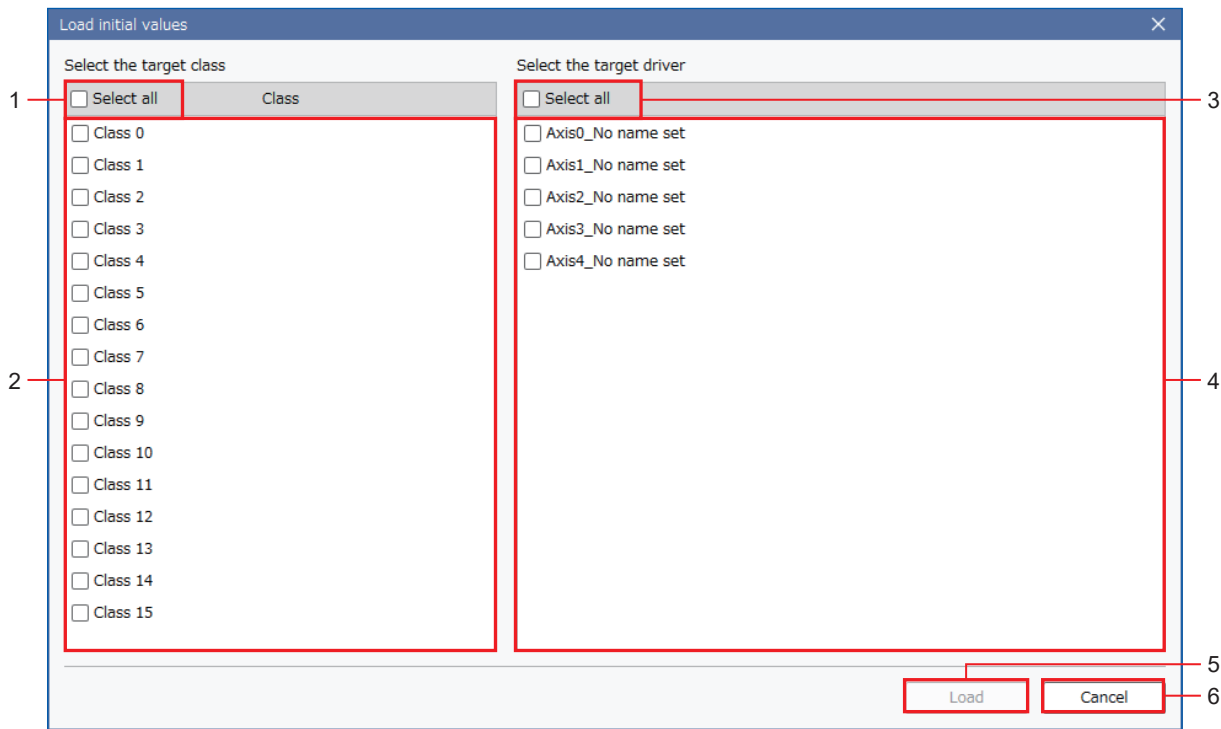 Load initial values
Select the target class
Select the target driver
1
Select all
Class
Select all
3
Class 0
Class 1
Class 2
Class 3
Class 4
Class 5
Class 6
Class 7
Class 8
Class 9
Class 10
Class 11
Class 12
Class 13
Class 14
Class 15
2
Axis0_No name set
Axis1_No name set
Axis2_No name set
Axis3_No name set
Axis4_No name set
4
5
Load
Cancel
6